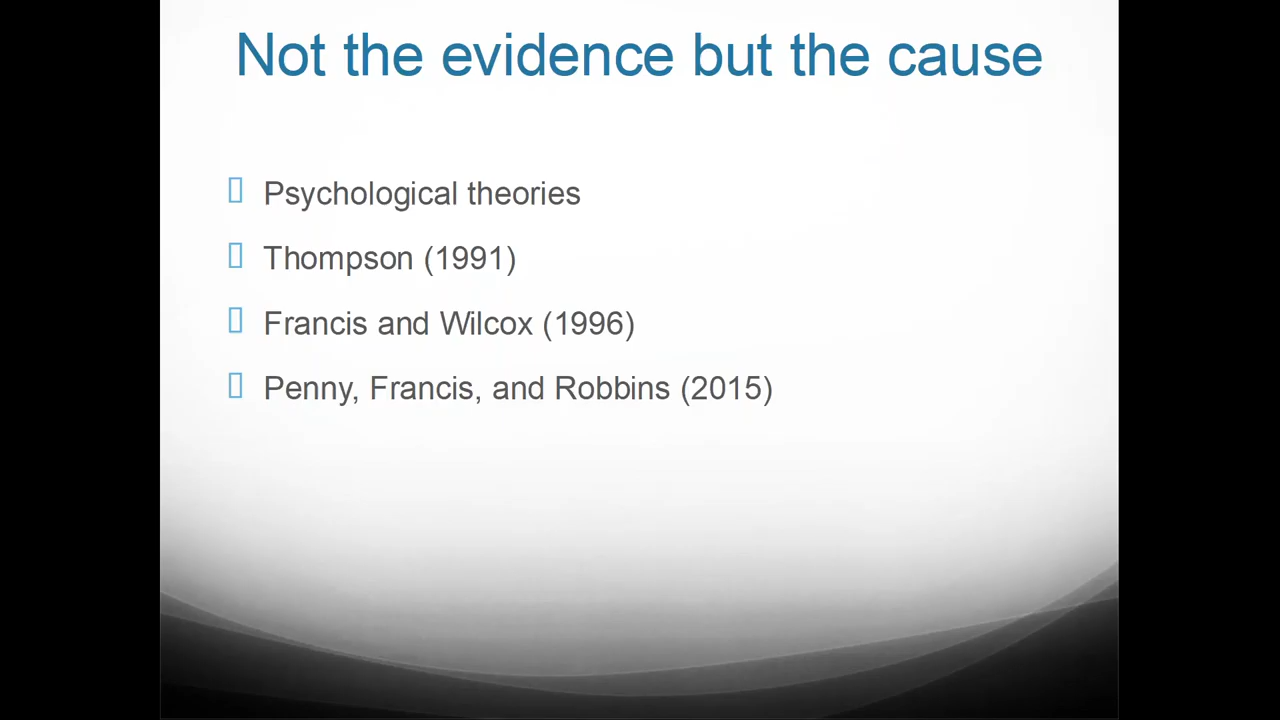 Not the evidence but the cause
Psychological theories
Thompson (1991)
Francis and Wilcox (1996)
Penny, Francis, and Robbins (2015)